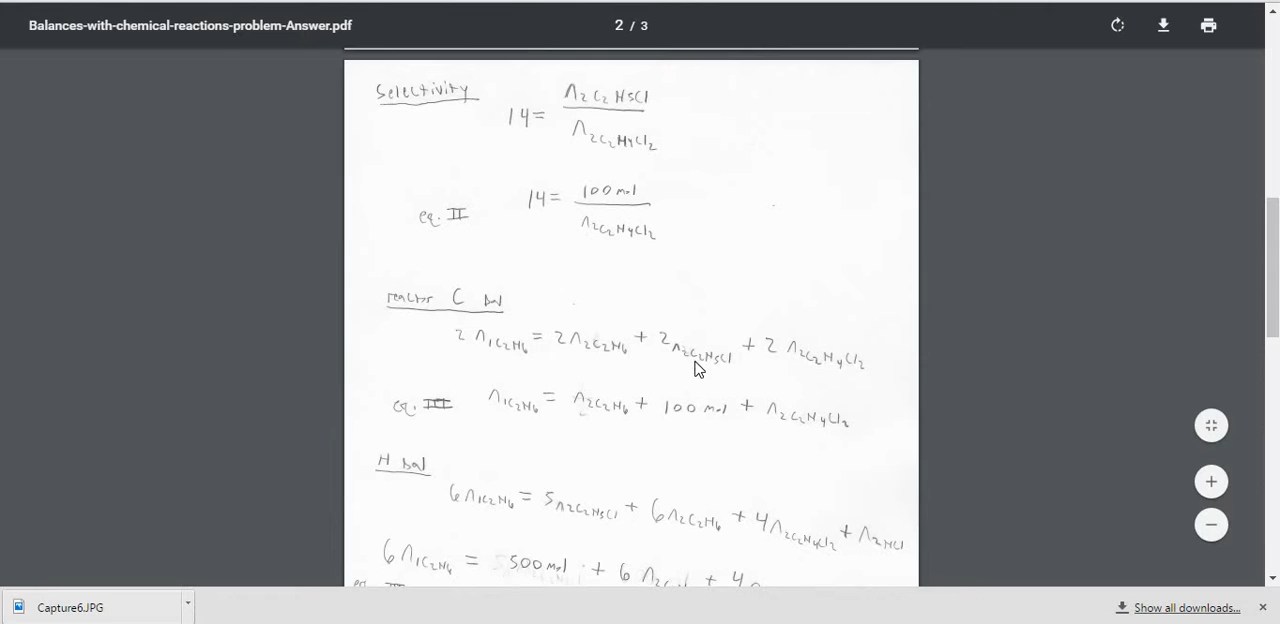 Balances-with-chemical-reactions-problem-Answer.pdf
2 / 3
Selectivity
14 = n2C2H5Cl / n2C2H4Cl2
eq. II 14 = 100 mol / n2C2H4Cl2
reactor C bal
2 n1C2H6 = 2 n2C2H6 + 2 n2C2H5Cl + 2 n2C2H4Cl2
eq. III n1C2H6 = n2C2H6 + 100 mol + n2C2H4Cl2
H bal
6 n1C2H6 = 5 n2C2H5Cl + 6 n2C2H6 + 4 n2C2H4Cl2 + n2HCl
6 n1C2H6 = 500 mol + 6 n2C + 4
Capture6.JPG
Show all downloads...